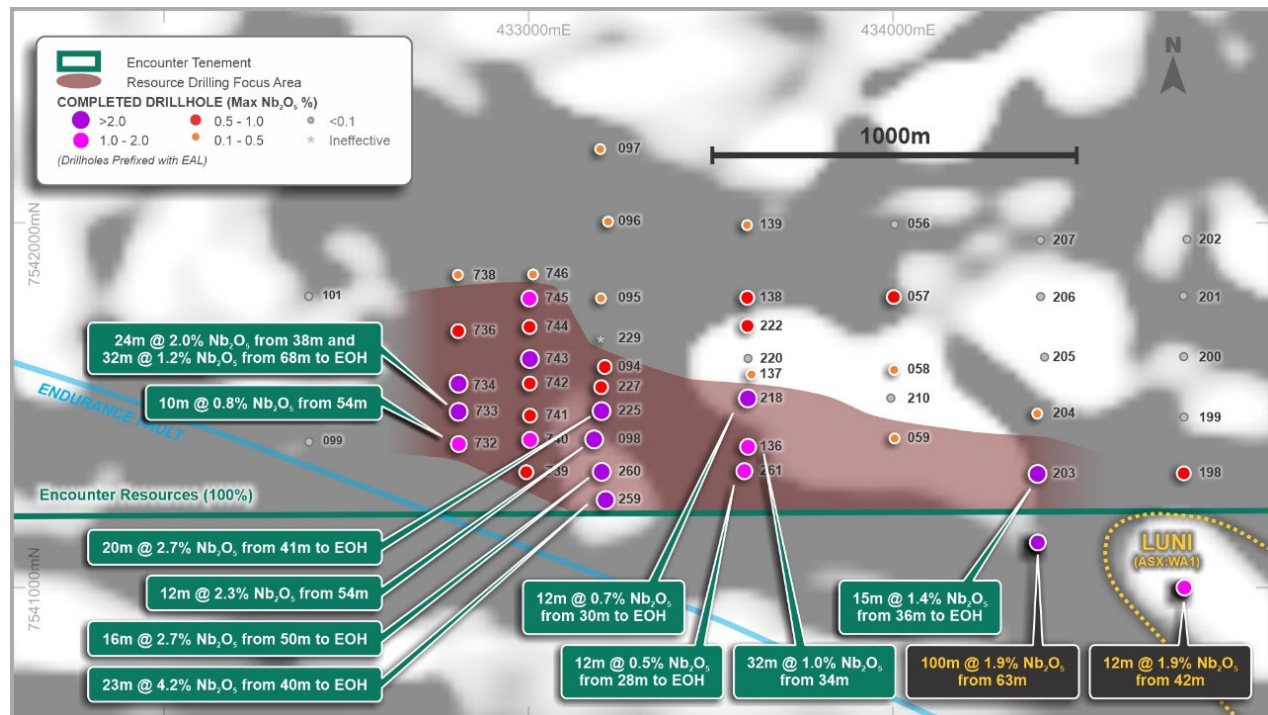 433000mE
434000mE
Encounter Tenement
Resource Drilling Focus Area
COMPLETED DRILLHOLE (Max Nb₂O₅ %)
>2.0
0.5 - 1.0
<0.1
1.0 - 2.0
0.1 - 0.5
* Ineffective
(Drillholes Prefixed with EAL)
N
1000m
097
096
139
056
207
202
7542000mN
738
746
101
745
095
138
057
206
201
736
744
222
229
743
220
205
200
094
137
058
734
742
227
218
210
733
741
225
204
199
099
732
740
098
136
059
739
260
261
203
198
259
24m @ 2.0% Nb₂O₅ from 38m and
32m @ 1.2% Nb₂O₅ from 68m to EOH
10m @ 0.8% Nb₂O₅ from 54m
ENDURANCE FAULT
Encounter Resources (100%)
20m @ 2.7% Nb₂O₅ from 41m to EOH
12m @ 2.3% Nb₂O₅ from 54m
16m @ 2.7% Nb₂O₅ from 50m to EOH
23m @ 4.2% Nb₂O₅ from 40m to EOH
7541000mN
12m @ 0.7% Nb₂O₅
from 30m to EOH
12m @ 0.5% Nb₂O₅
from 28m to EOH
32m @ 1.0% Nb₂O₅
from 34m
15m @ 1.4% Nb₂O₅
from 36m to EOH
100m @ 1.9% Nb₂O₅
from 63m
LUNI
(ASX:WA1)
12m @ 1.9% Nb₂O₅
from 42m